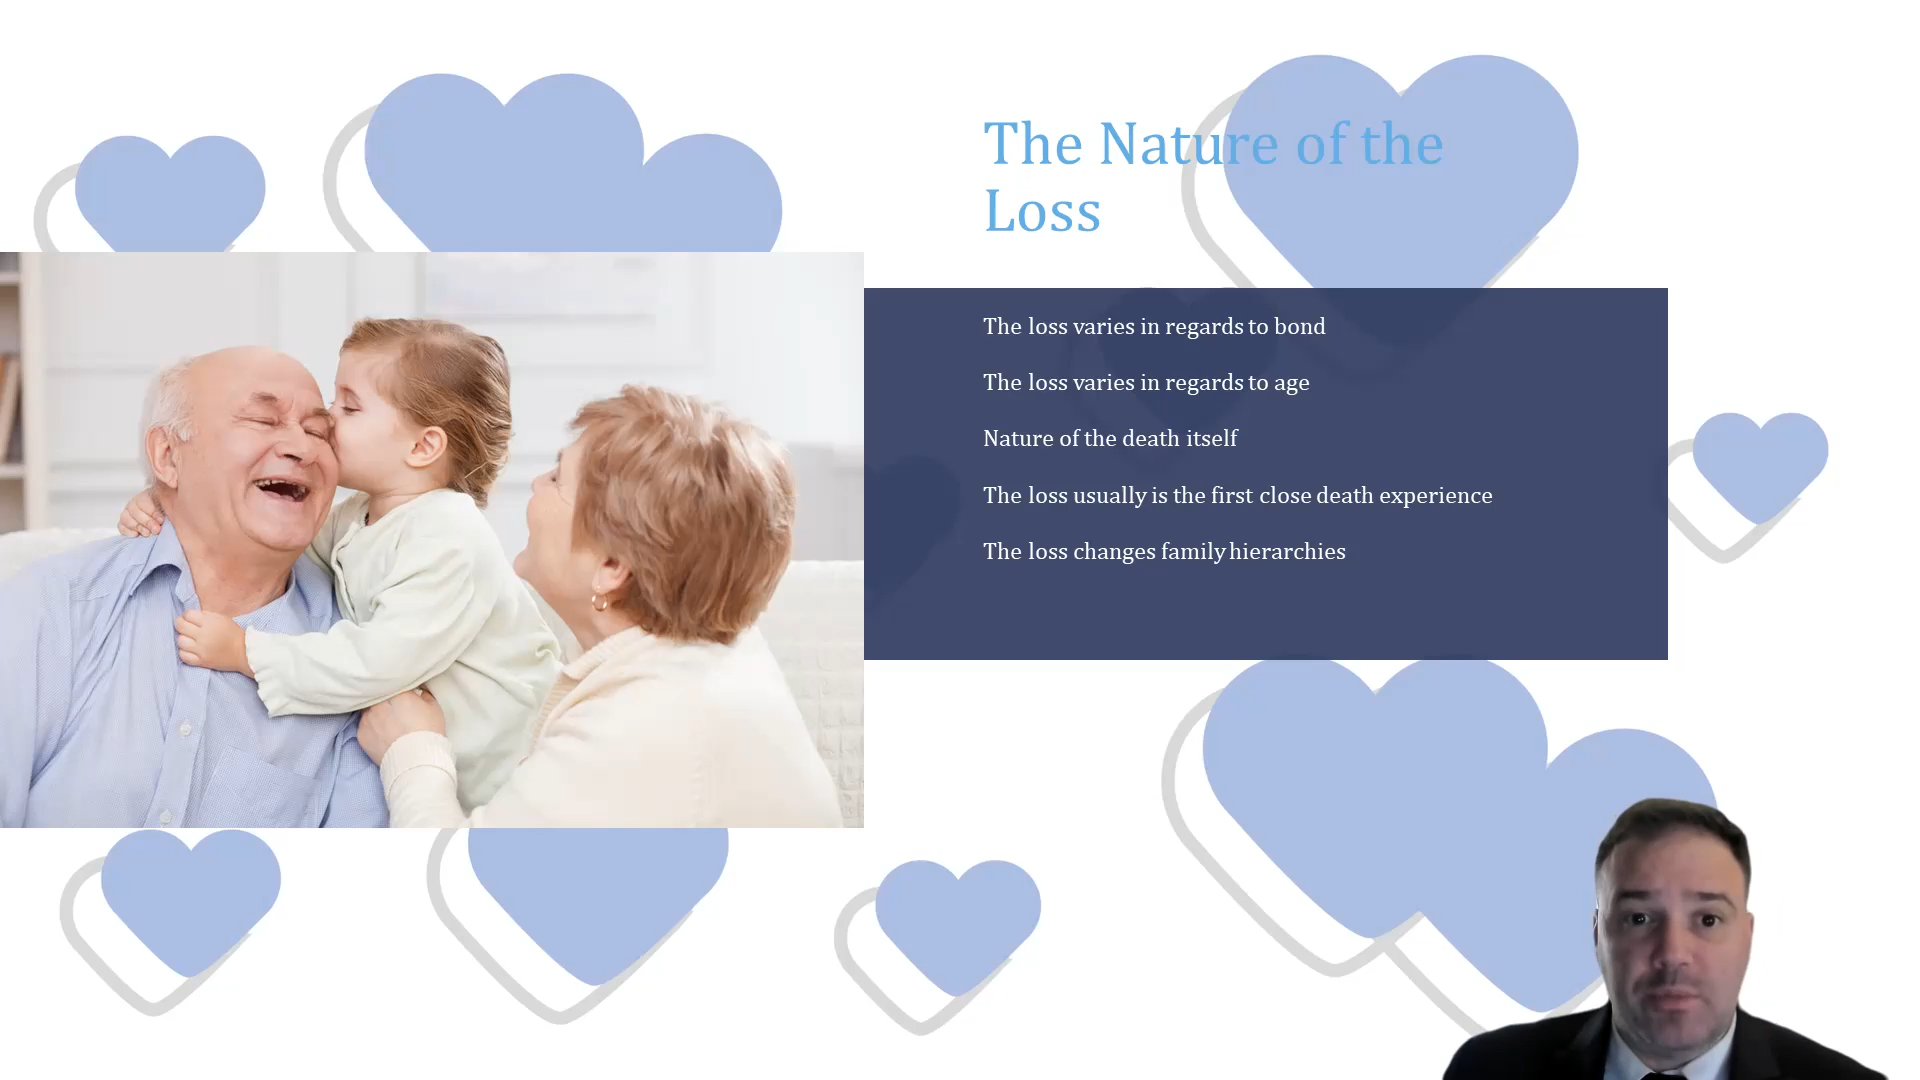 The Nature of the
Loss
The loss varies in regards to bond
The loss varies in regards to age
Nature of the death itself
The loss usually is the first close death experience
The loss changes family hierarchies